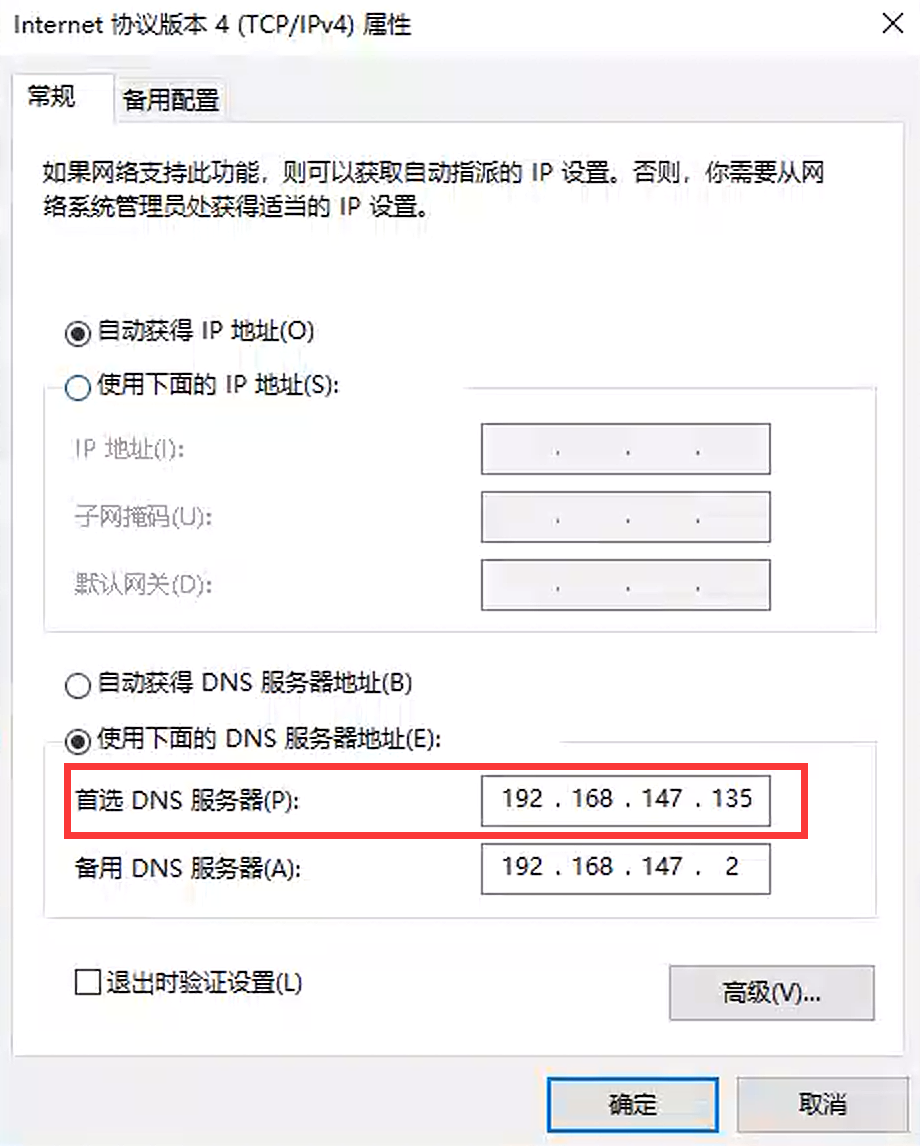 Internet 协议版本 4 (TCP/IPv4) 属性
常规
备用配置
如果网络支持此功能，则可以获取自动指派的 IP 设置。否则，你需要从网
络系统管理员处获得适当的 IP 设置。
自动获得 IP 地址(O)
使用下面的 IP 地址(S):
IP 地址(I):
子网掩码(U):
默认网关(D):
自动获得 DNS 服务器地址(B)
使用下面的 DNS 服务器地址(E):
首选 DNS 服务器(P): 192 . 168 . 147 . 135
备用 DNS 服务器(A): 192 . 168 . 147 . 2
退出时验证设置(L)
高级(V)...
确定 取消